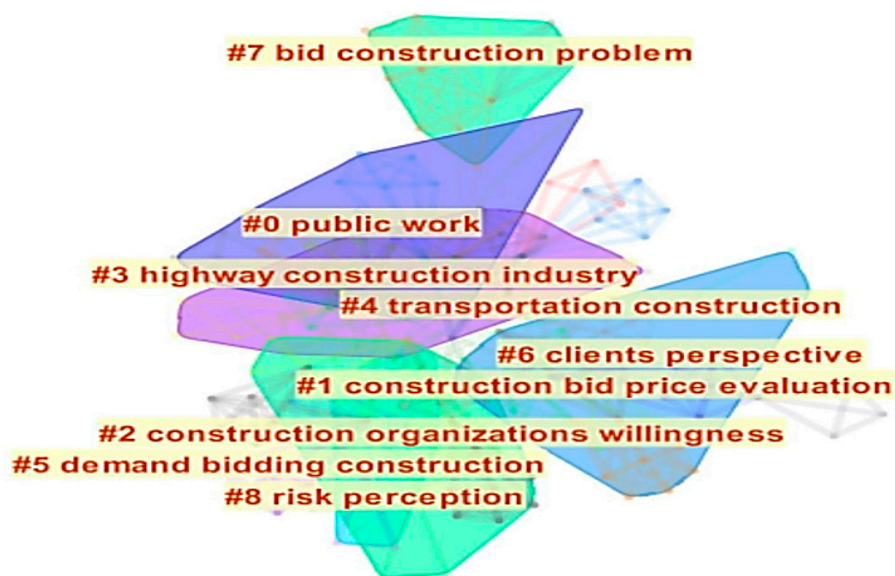 #7 bid construction problem
#0 public work
#3 highway construction industry
#4 transportation construction
#6 clients perspective
#1 construction bid price evaluation
#2 construction organizations willingness
#5 demand bidding construction
#8 risk perception